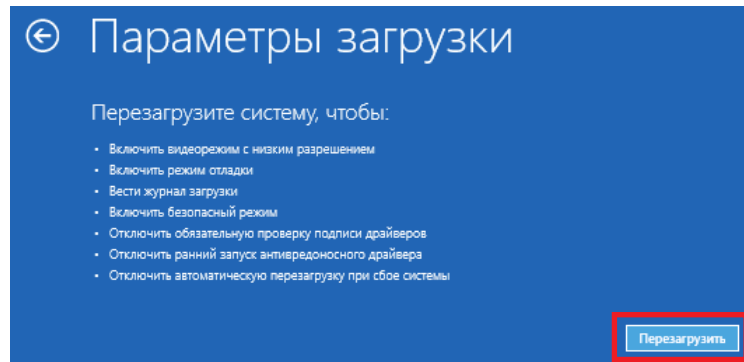 Параметры загрузки
Перезагрузите систему, чтобы:
• Включить видеорежим с низким разрешением
• Включить режим отладки
• Вести журнал загрузки
• Включить безопасный режим
• Отключить обязательную проверку подписи драйверов
• Отключить ранний запуск антивредоносного драйвера
• Отключить автоматическую перезагрузку при сбое системы
Перезагрузить